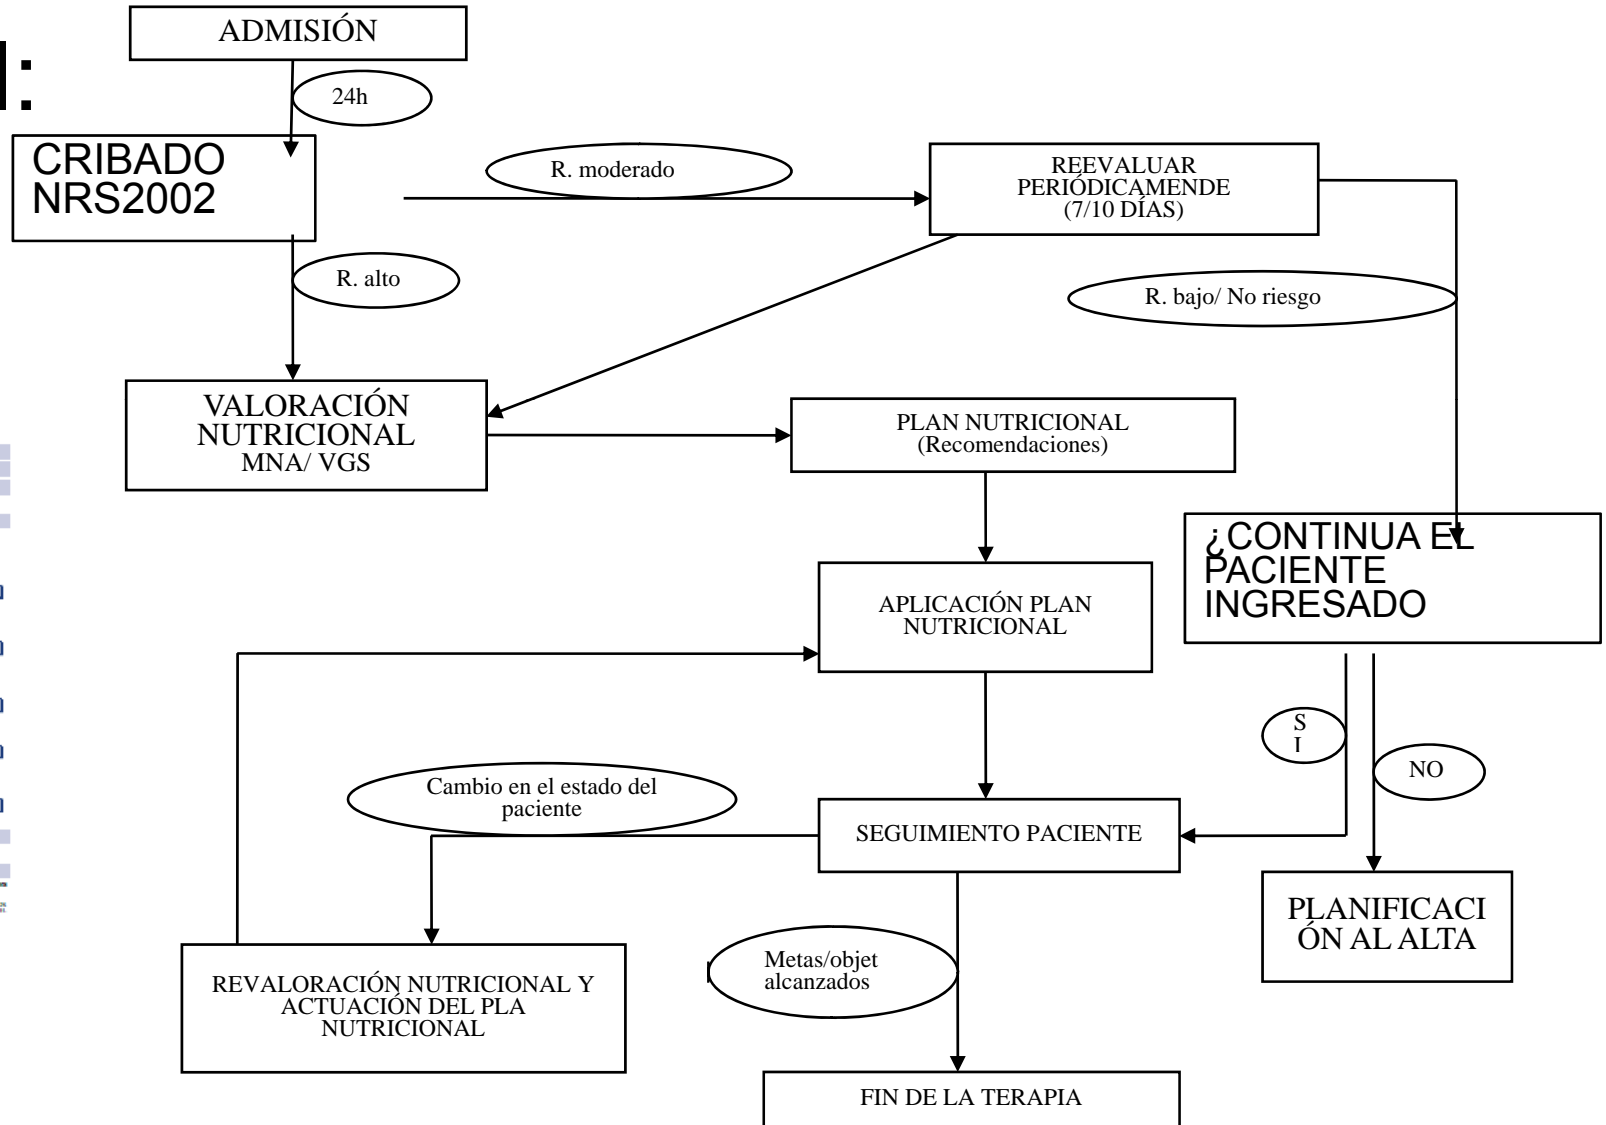 ADMISIÓN
:
24h
CRIBADO
NRS2002
R. moderado
REEVALUAR
PERIÓDICAMENDE
(7/10 DÍAS)
R. alto
R. bajo/ No riesgo
VALORACIÓN
NUTRICIONAL
MNA/ VGS
PLAN NUTRICIONAL
(Recomendaciones)
¿CONTINUA EL
PACIENTE
INGRESADO
APLICACIÓN PLAN
NUTRICIONAL
S
I
NO
Cambio en el estado del
paciente
SEGUIMIENTO PACIENTE
PLANIFICACI
ÓN AL ALTA
Metas/objet
alcanzados
REVALORACIÓN NUTRICIONAL Y
ACTUACIÓN DEL PLA
NUTRICIONAL
FIN DE LA TERAPIA